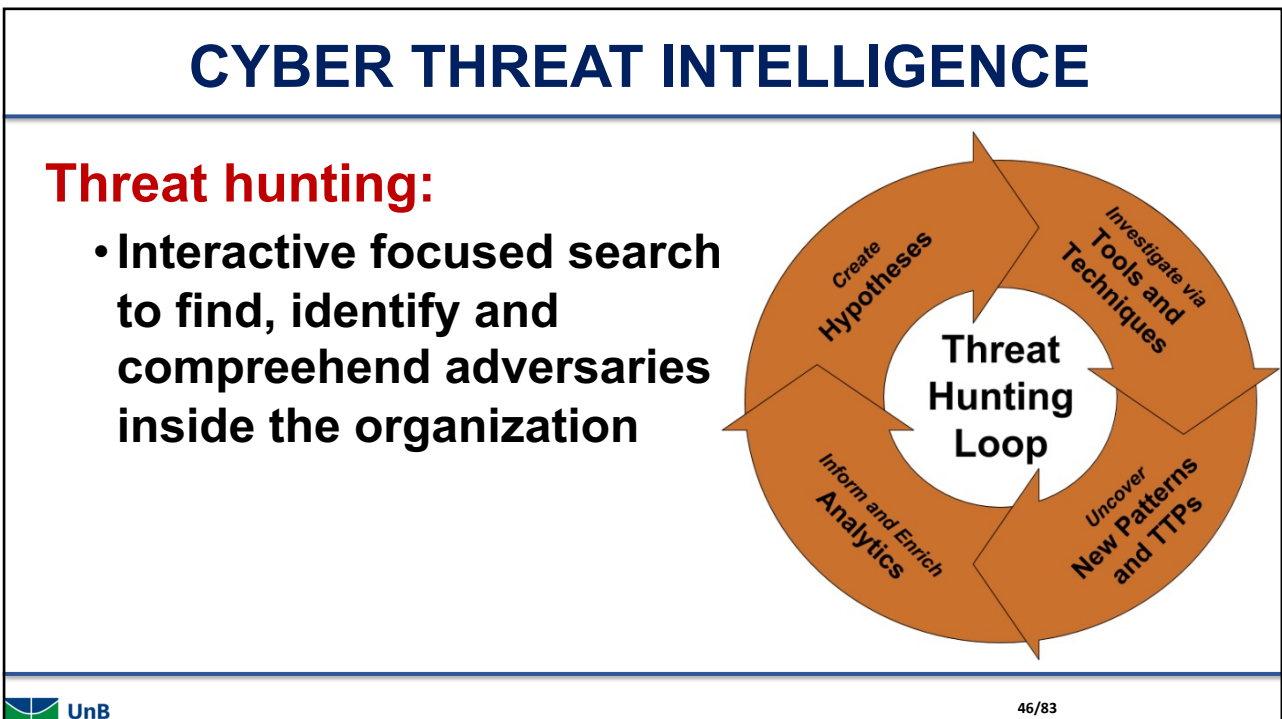 CYBER THREAT INTELLIGENCE
Threat hunting:
• Interactive focused search
to find, identify and
compreehend adversaries
inside the organization
Create
Hypotheses
Investigate via
Tools and
Techniques
Threat
Hunting
Loop
Uncover
New Patterns
and TTPs
Inform and Enrich
Analytics
UnB
46/83